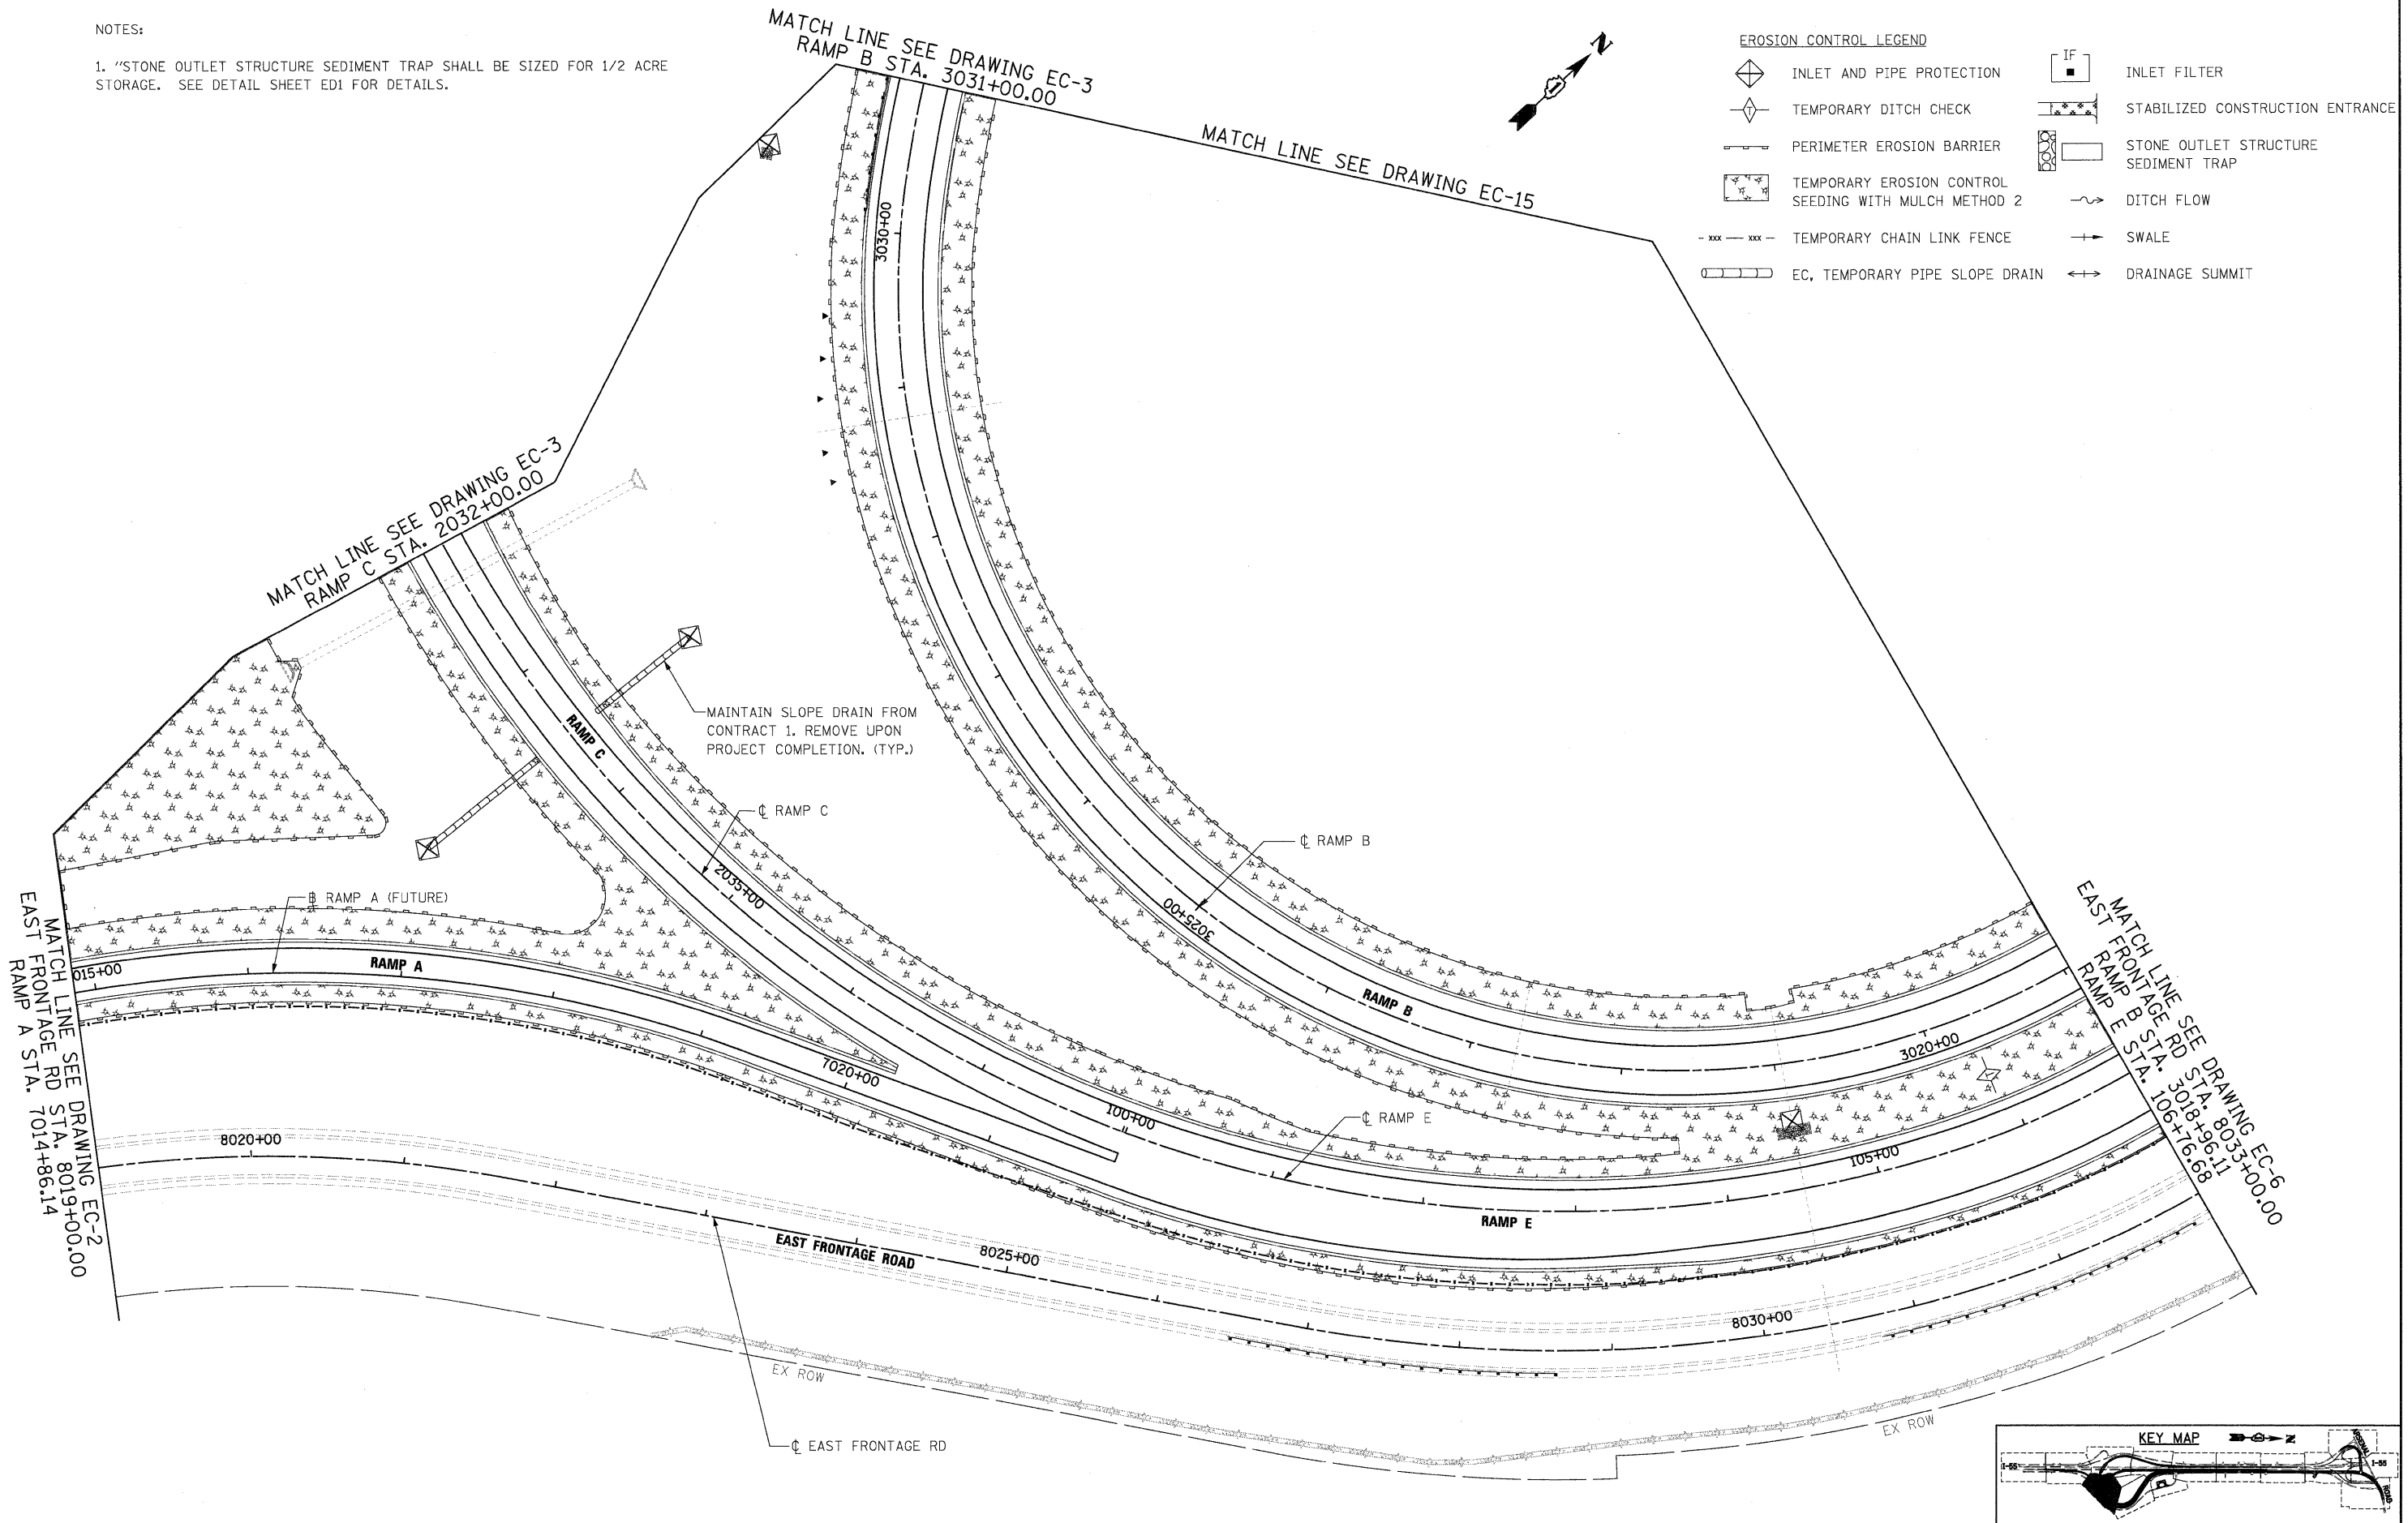 NOTES:
1. "STONE OUTLET STRUCTURE SEDIMENT TRAP SHALL BE SIZED FOR 1/2 ACRE
STORAGE. SEE DETAIL SHEET ED1 FOR DETAILS.
MATCH LINE SEE DRAWING EC-3
RAMP B STA. 3031+00.00
MATCH LINE SEE DRAWING EC-15
N
EROSION CONTROL LEGEND
INLET AND PIPE PROTECTION
T
TEMPORARY DITCH CHECK
PERIMETER EROSION BARRIER
TEMPORARY EROSION CONTROL
SEEDING WITH MULCH METHOD 2
- xxx — xxx -
TEMPORARY CHAIN LINK FENCE
EC, TEMPORARY PIPE SLOPE DRAIN
IF
INLET FILTER
STABILIZED CONSTRUCTION ENTRANCE
STONE OUTLET STRUCTURE
SEDIMENT TRAP
DITCH FLOW
SWALE
DRAINAGE SUMMIT
3030+00
MATCH LINE SEE DRAWING EC-3
RAMP C STA. 2032+00.00
MAINTAIN SLOPE DRAIN FROM
CONTRACT 1. REMOVE UPON
PROJECT COMPLETION. (TYP.)
RAMP C
℄ RAMP C
2035+00
℄ RAMP B
3025+00
RAMP B
3020+00
B RAMP A (FUTURE)
015+00
RAMP A
7020+00
100+00
℄ RAMP E
105+00
RAMP E
T
MATCH LINE SEE DRAWING EC-2
EAST FRONTAGE RD STA. 8019+00.00
RAMP A STA. 7014+86.14
MATCH LINE SEE DRAWING EC-6
EAST FRONTAGE RD STA. 8033+00.00
RAMP B STA. 3018+96.11
RAMP E STA. 106+76.68
8020+00
EAST FRONTAGE ROAD
8025+00
8030+00
EX ROW
EX ROW
℄ EAST FRONTAGE RD
KEY MAP
N
I-55
I-55
ARSENAL
ROAD